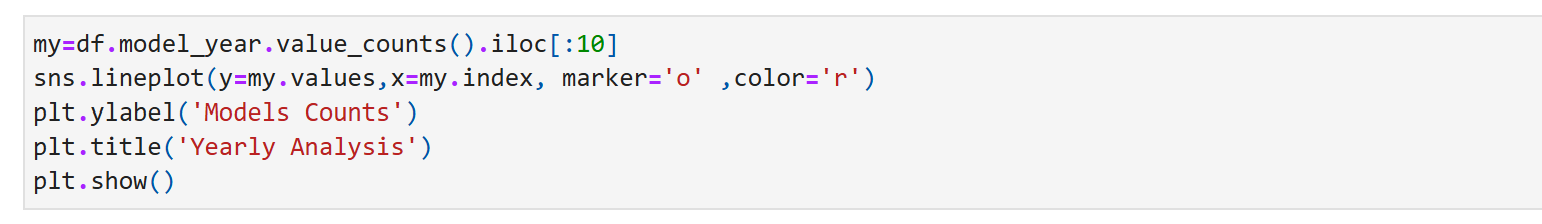 my=df.model_year.value_counts().iloc[:10]
sns.lineplot(y=my.values,x=my.index, marker='o' ,color='r')
plt.ylabel('Models Counts')
plt.title('Yearly Analysis')
plt.show()